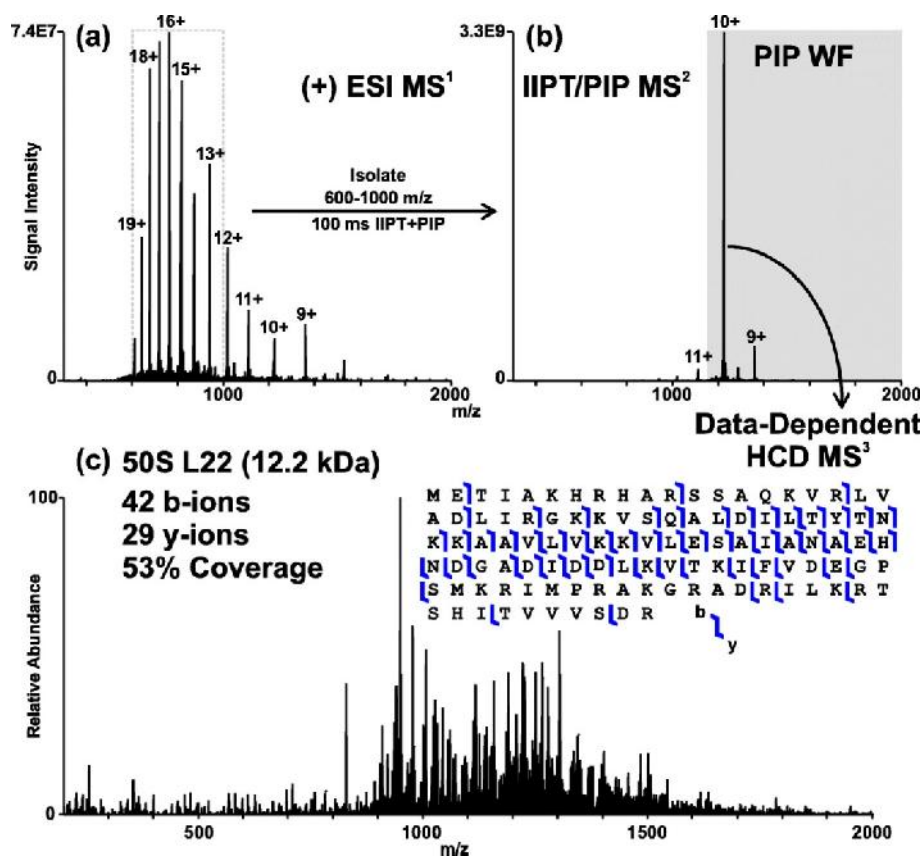 (a)
7.4E7
0
Signal Intensity
19+
18+
16+
15+
13+
12+
11+
10+
9+
1000
2000
m/z
(+) ESI MS¹
Isolate
600-1000 m/z
100 ms IIPT+PIP
(b)
3.3E9
0
10+
PIP WF
IIPT/PIP MS²
11+
9+
1000
2000
Data-Dependent
HCD MS³
(c) 50S L22 (12.2 kDa)
42 b-ions
29 y-ions
53% Coverage
M E T I A K H R H A R S S A Q K V R L V
A D L I R G K K V S Q A L D I L T Y T N
K K A A V L V K K V L E S A I A N A E H
N D G A D I D D L K V T K I F V D E G P
S M K R I M P R A K G R A D R I L K R T
S H I T V V V S D R
b
y
100
0
Relative Abundance
500
1000
1500
2000
m/z